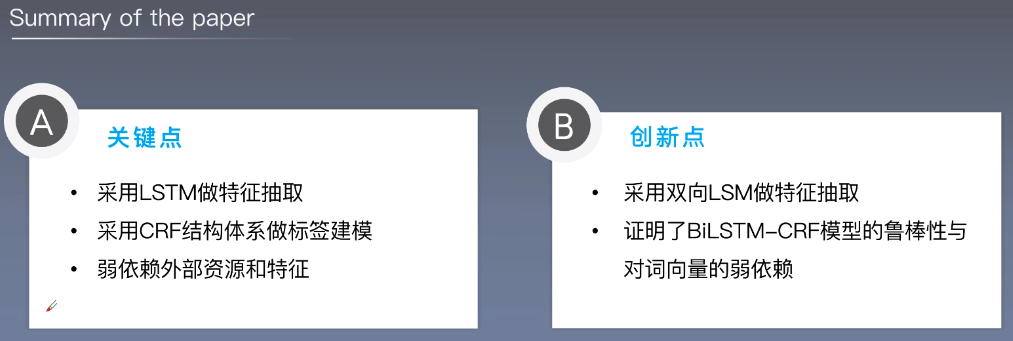 Summary of the paper
A
关键点
• 采用LSTM做特征抽取
• 采用CRF结构体系做标签建模
• 弱依赖外部资源和特征
B
创新点
• 采用双向LSM做特征抽取
• 证明了BiLSTM-CRF模型的鲁棒性与
对词向量的弱依赖